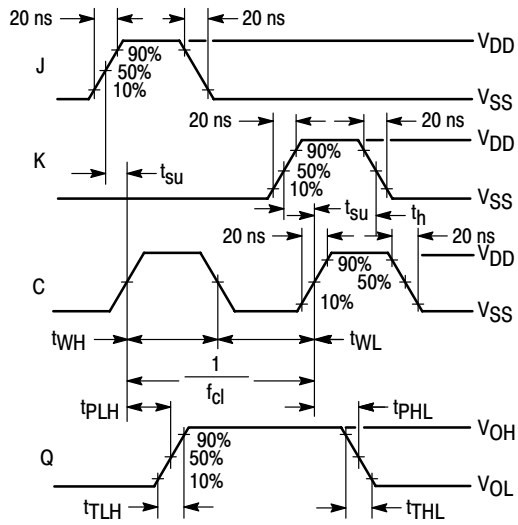 20 ns
20 ns
J
90%
50%
10%
VDD
VSS
20 ns
20 ns
K
90%
50%
10%
VDD
VSS
tsu
tsu
th
20 ns
20 ns
C
90%
50%
10%
VDD
VSS
tWH
tWL
1
fcl
tPLH
tPHL
Q
90%
50%
10%
VOH
VOL
tTLH
tTHL